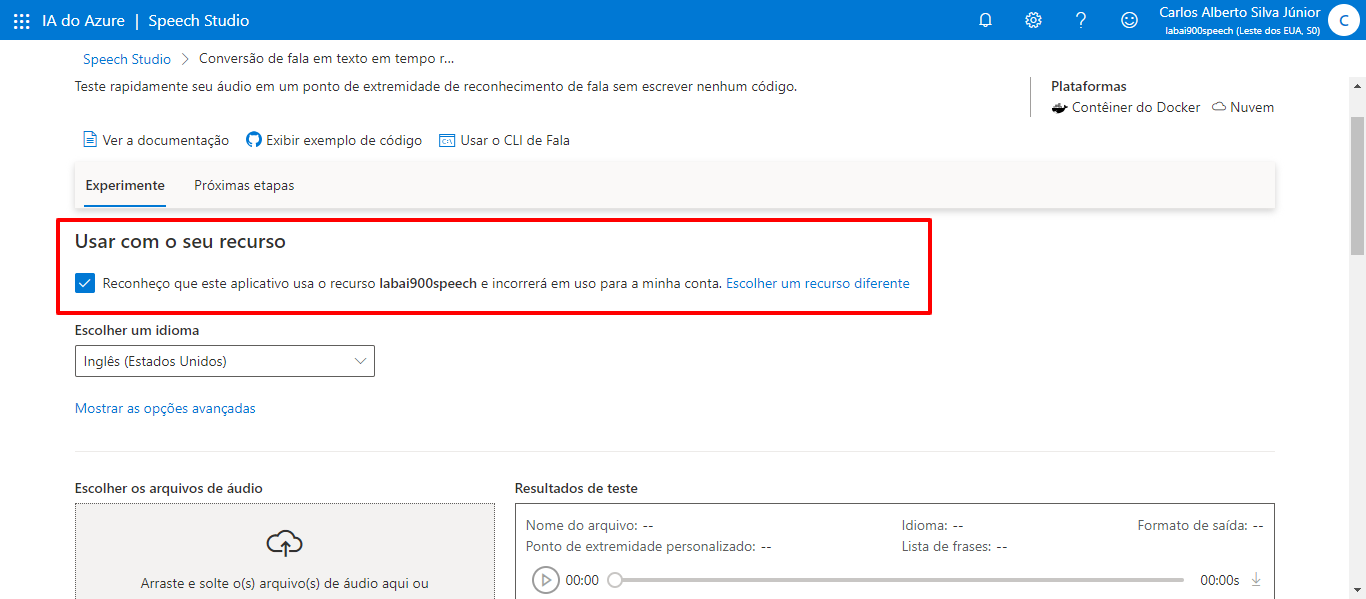 IA do Azure | Speech Studio
Carlos Alberto Silva Júnior
labai900speech (Leste dos EUA, S0)
C
Speech Studio > Conversão de fala em texto em tempo r...
Teste rapidamente seu áudio em um ponto de extremidade de reconhecimento de fala sem escrever nenhum código.
Plataformas
Contêiner do Docker Nuvem
Ver a documentação Exibir exemplo de código Usar o CLI de Fala
Experimente Próximas etapas
Usar com o seu recurso
Reconheço que este aplicativo usa o recurso labai900speech e incorrerá em uso para a minha conta. Escolher um recurso diferente
Escolher um idioma
Inglês (Estados Unidos)
Mostrar as opções avançadas
Escolher os arquivos de áudio
Arraste e solte o(s) arquivo(s) de áudio aqui ou
Resultados de teste
Nome do arquivo: -- Idioma: -- Formato de saída: --
Ponto de extremidade personalizado: -- Lista de frases: --
00:00 00:00s